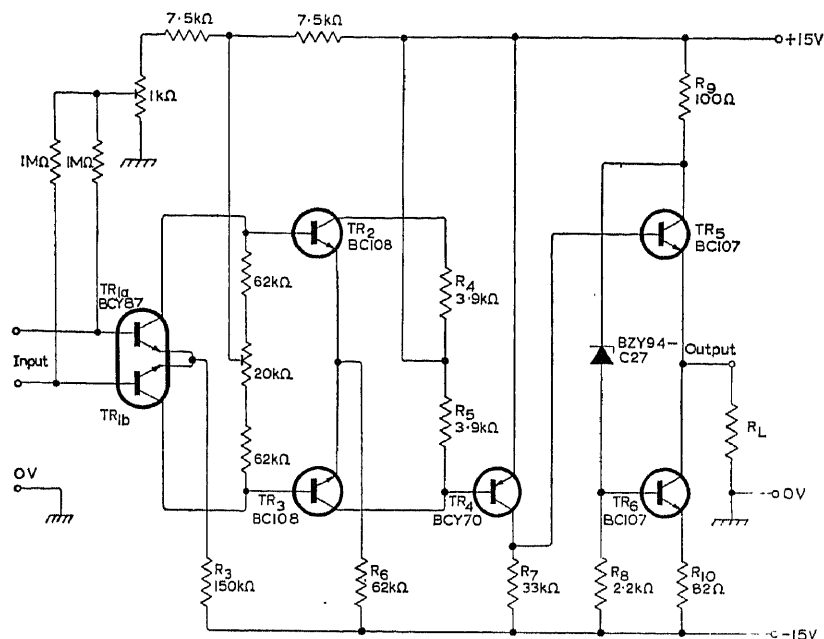 7·5kΩ
7·5kΩ
+15V
R9
100Ω
1kΩ
1MΩ
1MΩ
TR2
BC108
TR5
BC107
TR1a
BCY87
62kΩ
R4
3·9kΩ
Input
20kΩ
BZY94-
C27
Output
TR1b
R5
3·9kΩ
RL
62kΩ
0V
TR3
BC108
TR4
BCY70
TR6
BC107
0V
R3
150kΩ
R6
62kΩ
R7
33kΩ
R8
2·2kΩ
R10
82Ω
-15V